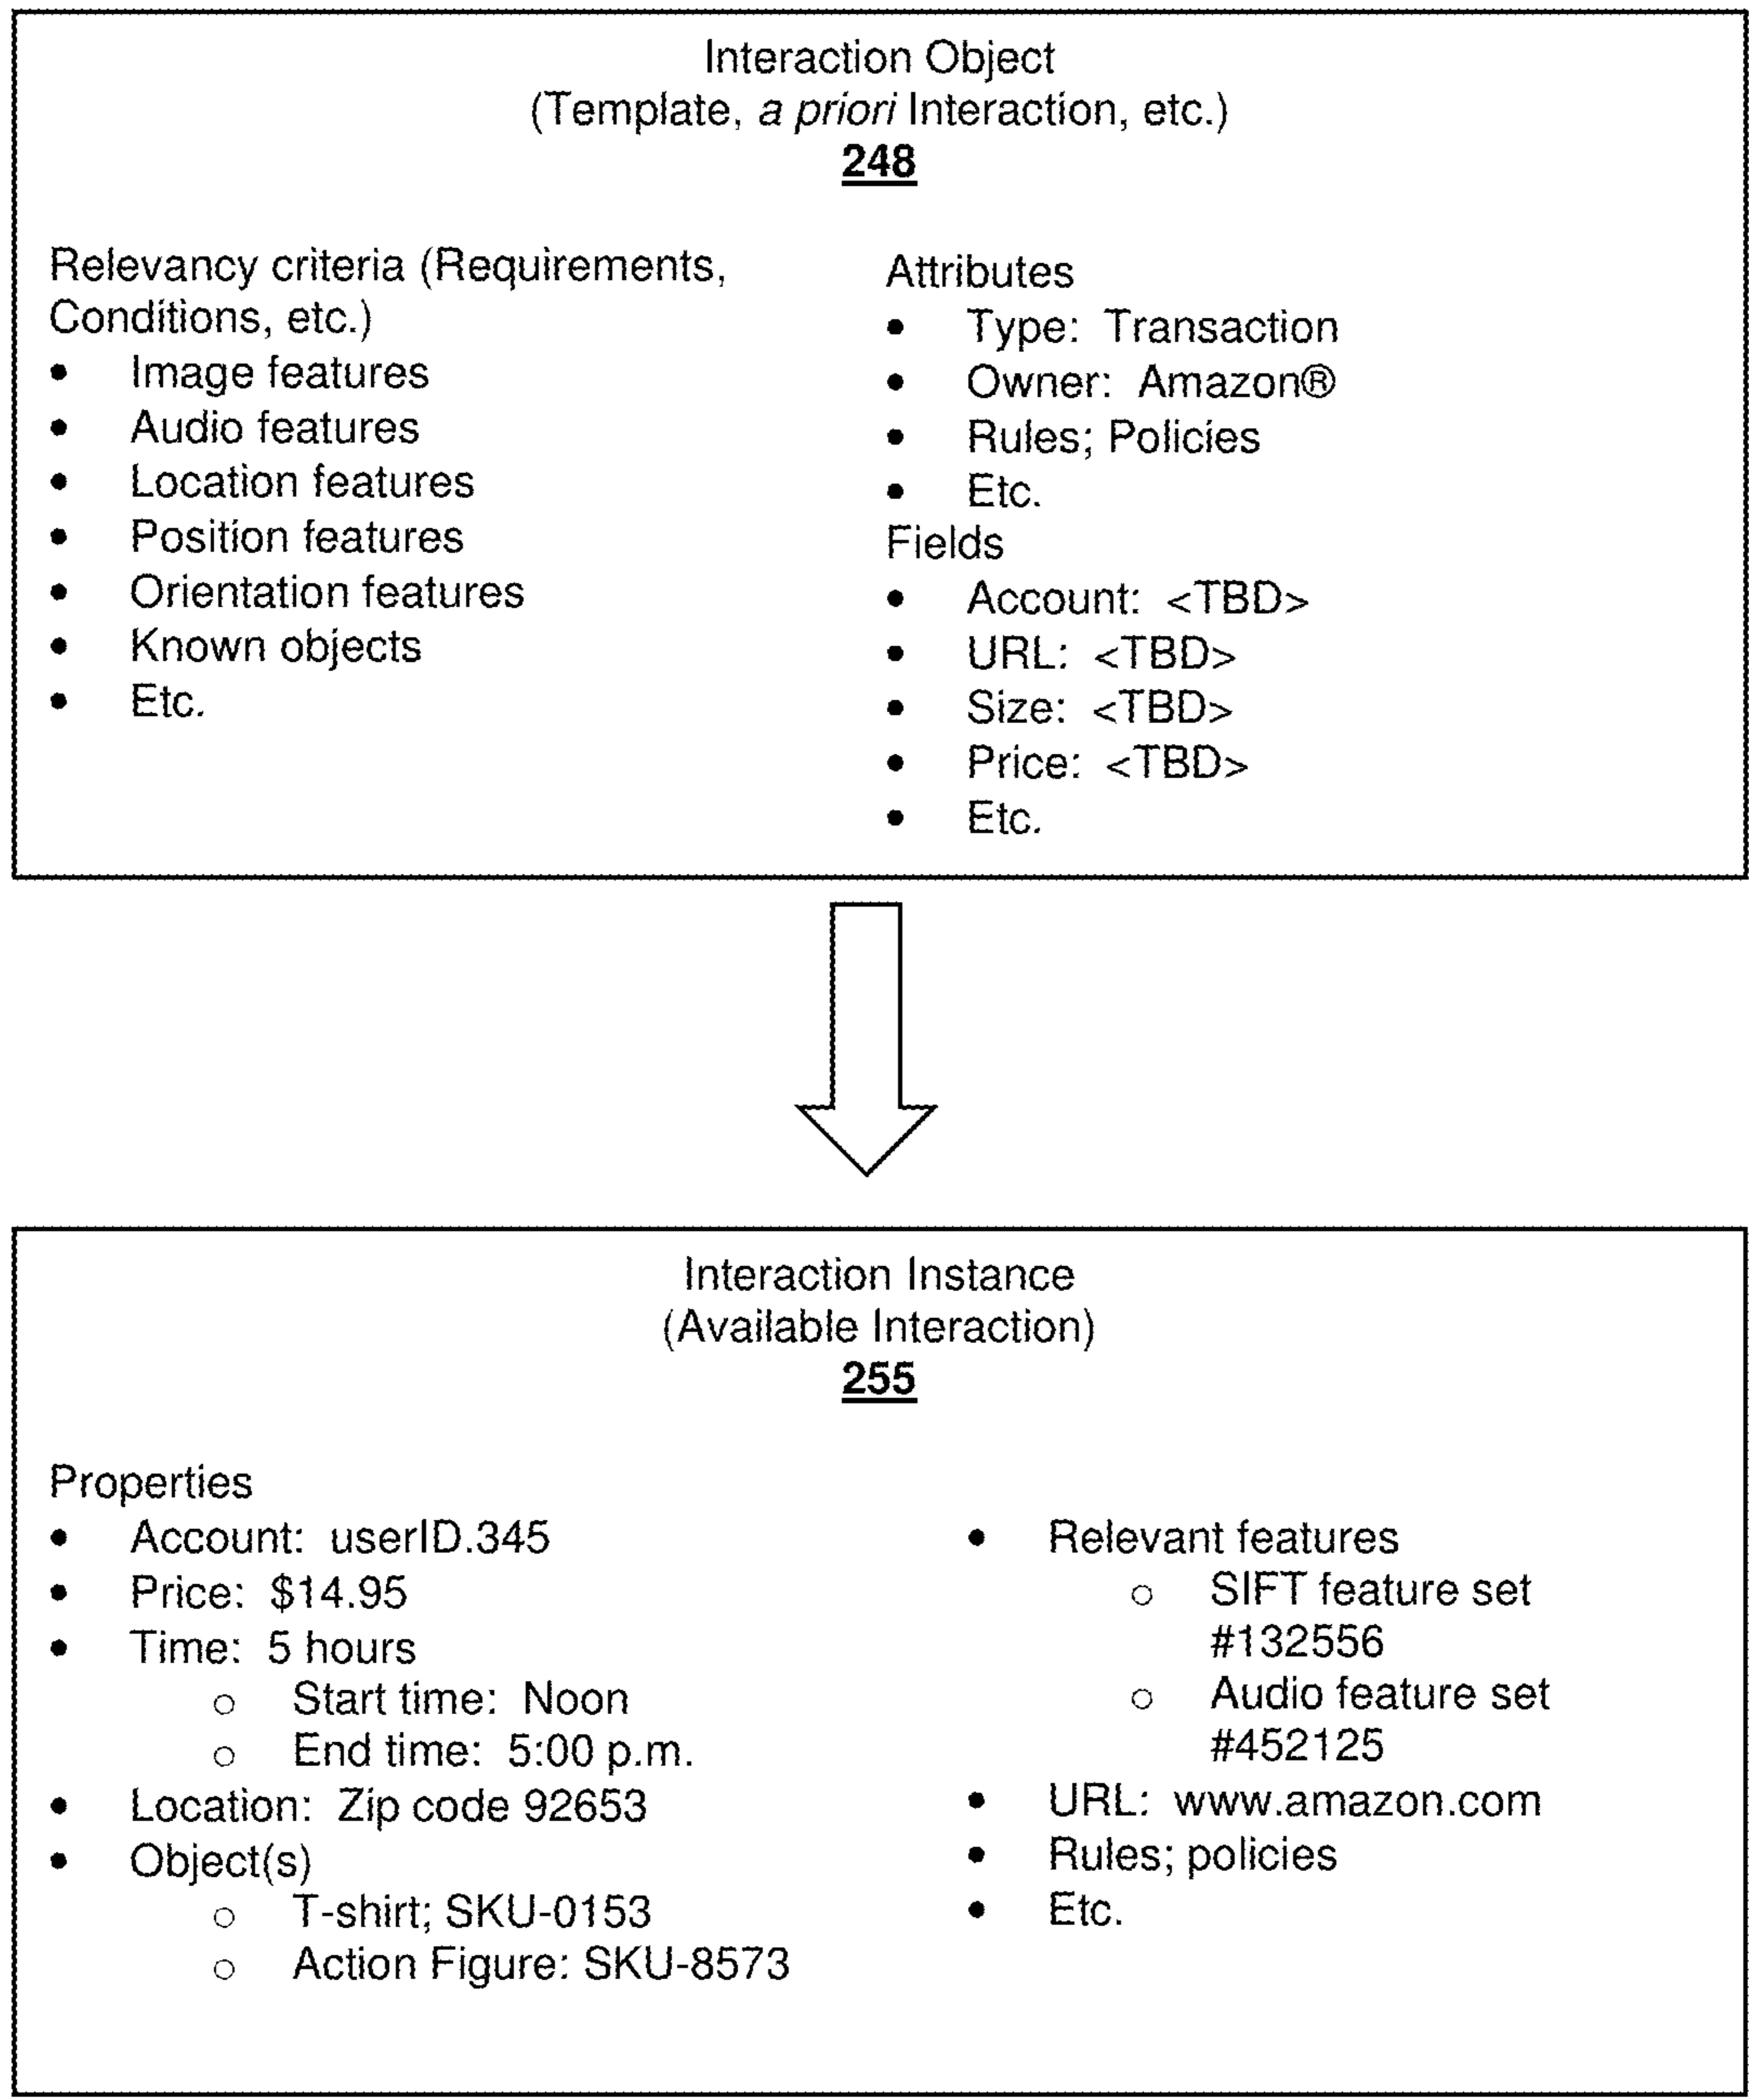 Interaction Object
(Template, a priori Interaction, etc.)
248
Relevancy criteria (Requirements,
Conditions, etc.)
• Image features
• Audio features
• Location features
• Position features
• Orientation features
• Known objects
• Etc.
Attributes
• Type: Transaction
• Owner: Amazon®
• Rules; Policies
• Etc.
Fields
• Account: <TBD>
• URL: <TBD>
• Size: <TBD>
• Price: <TBD>
• Etc.
Interaction Instance
(Available Interaction)
255
Properties
• Account: userID.345
• Price: $14.95
• Time: 5 hours
○ Start time: Noon
○ End time: 5:00 p.m.
• Location: Zip code 92653
• Object(s)
○ T-shirt; SKU-0153
○ Action Figure: SKU-8573
• Relevant features
○ SIFT feature set
#132556
○ Audio feature set
#452125
• URL: www.amazon.com
• Rules; policies
• Etc.